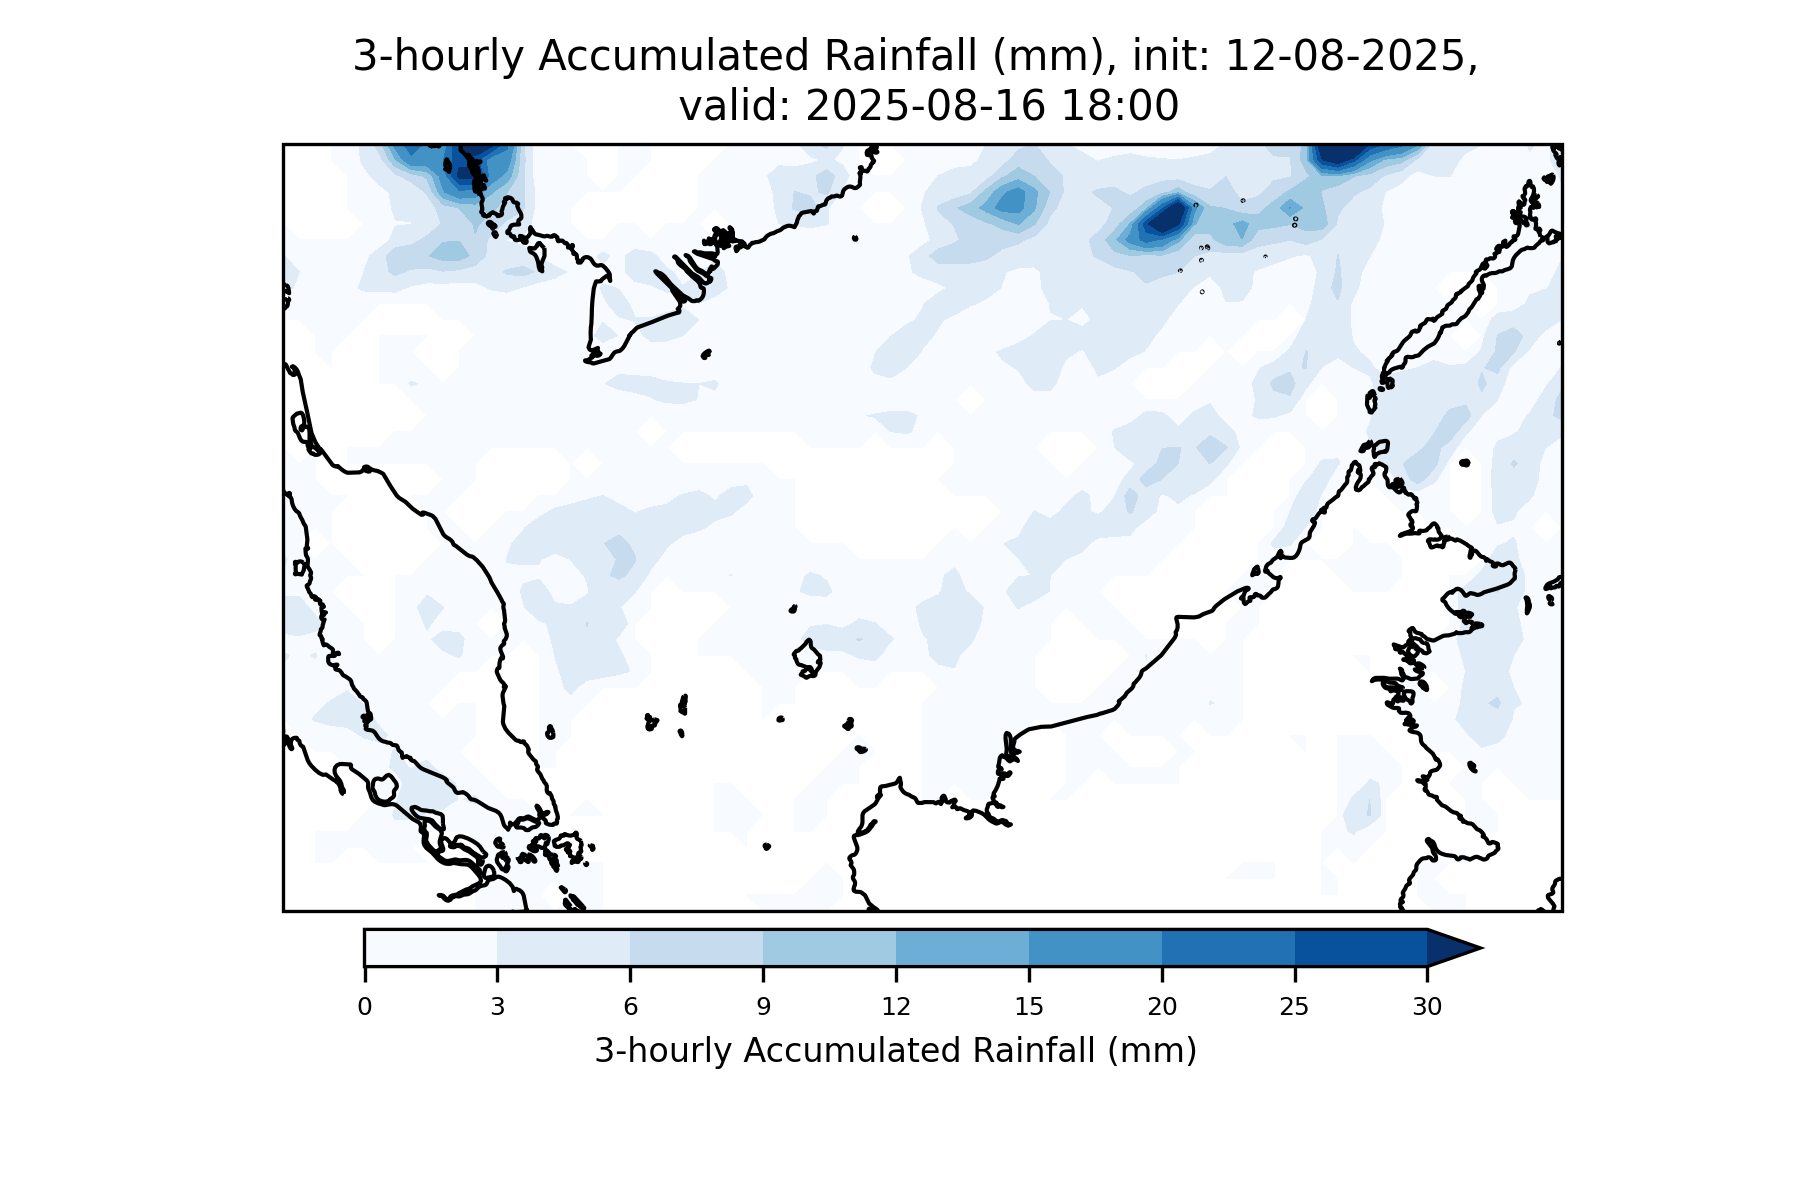 3-hourly Accumulated Rainfall (mm), init: 12-08-2025,
valid: 2025-08-16 18:00
0 3 6 9 12 15 20 25 30
3-hourly Accumulated Rainfall (mm)